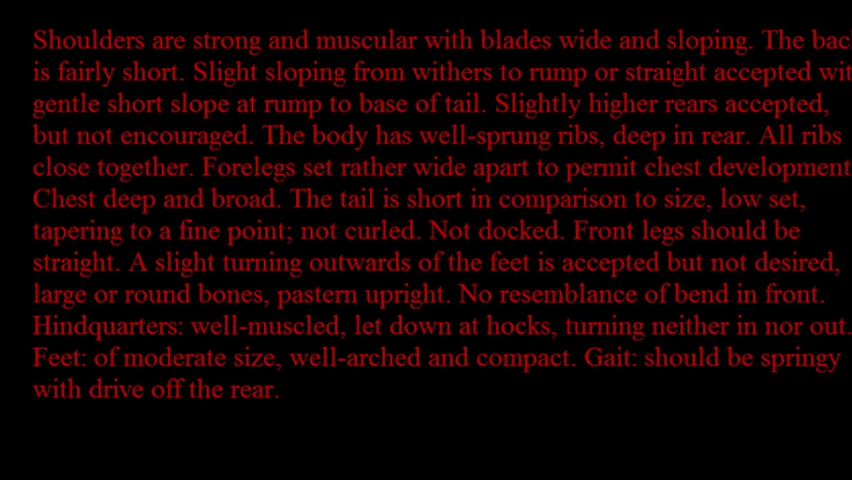 Shoulders are strong and muscular with blades wide and sloping. The bac
is fairly short. Slight sloping from withers to rump or straight accepted wit
gentle short slope at rump to base of tail. Slightly higher rears accepted,
but not encouraged. The body has well-sprung ribs, deep in rear. All ribs
close together. Forelegs set rather wide apart to permit chest development
Chest deep and broad. The tail is short in comparison to size, low set,
tapering to a fine point; not curled. Not docked. Front legs should be
straight. A slight turning outwards of the feet is accepted but not desired,
large or round bones, pastern upright. No resemblance of bend in front.
Hindquarters: well-muscled, let down at hocks, turning neither in nor out.
Feet: of moderate size, well-arched and compact. Gait: should be springy
with drive off the rear.